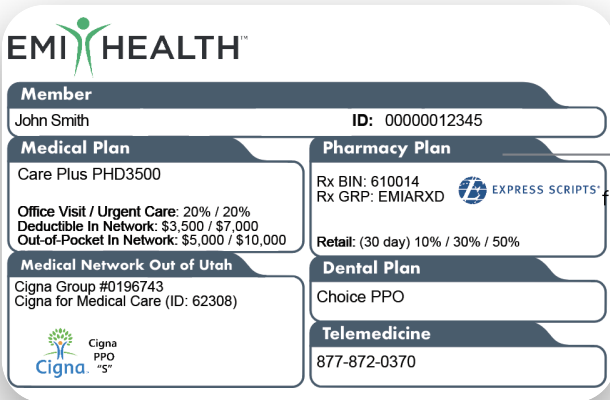 EMI HEALTH™
Member
John Smith
ID: 00000012345
Medical Plan
Care Plus PHD3500
Office Visit / Urgent Care: 20% / 20%
Deductible In Network: $3,500 / $7,000
Out-of-Pocket In Network: $5,000 / $10,000
Medical Network Out of Utah
Cigna Group #0196743
Cigna for Medical Care (ID: 62308)
Cigna.
Cigna
PPO
"S"
Pharmacy Plan
Rx BIN: 610014
Rx GRP: EMIARXD
EXPRESS SCRIPTS®
f
Retail: (30 day) 10% / 30% / 50%
Dental Plan
Choice PPO
Telemedicine
877-872-0370